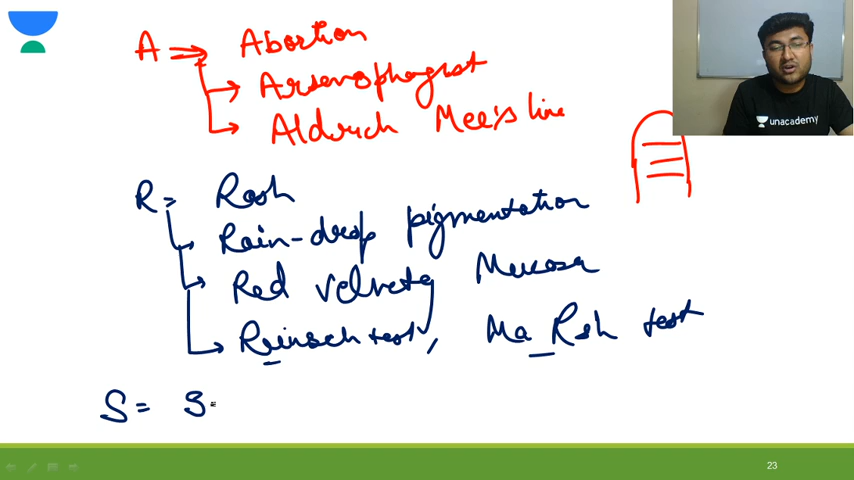 A ⇒ Abortion
→ Arsenophagist
→ Aldrich Mee's line
R = Rash
→ Rain-drop pigmentation
→ Red velvety Mucosa
→ Reinsch test, MaRsh test
S = S
unacademy
23